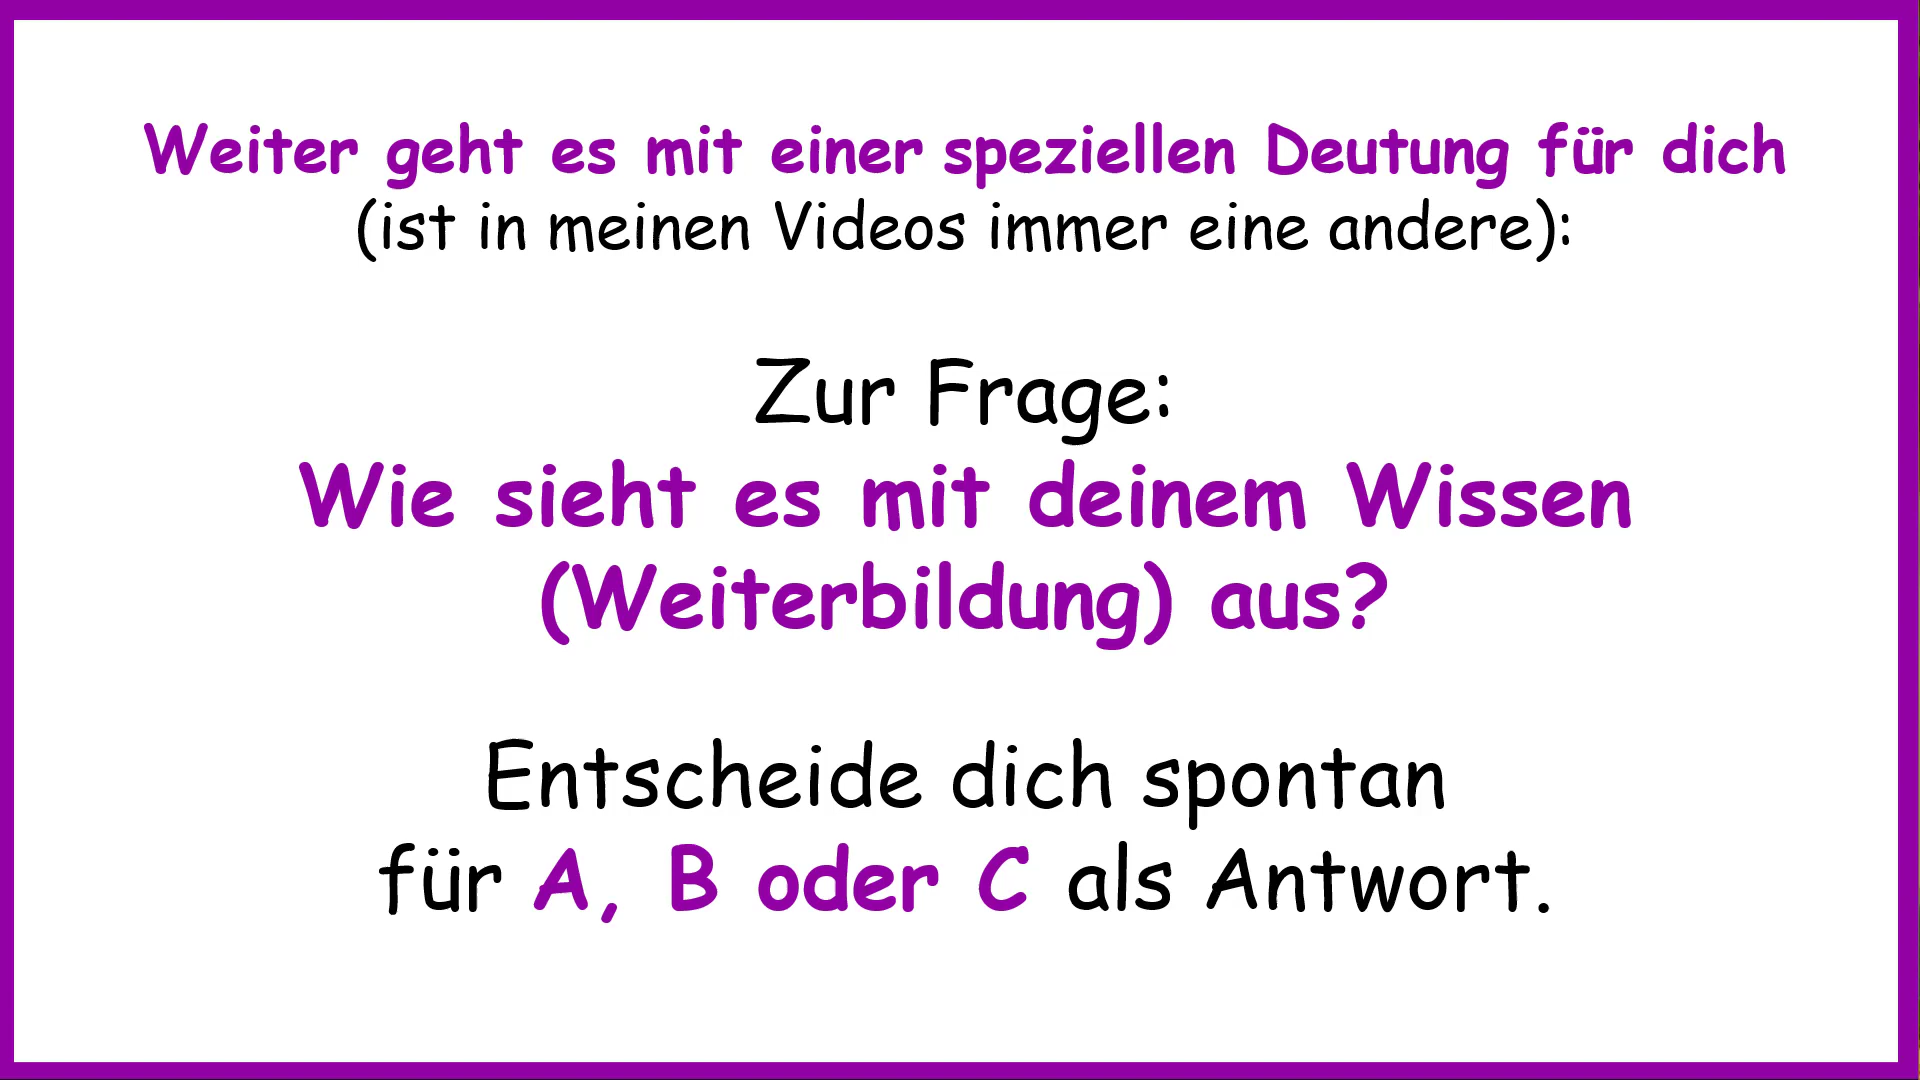 Weiter geht es mit einer speziellen Deutung für dich
(ist in meinen Videos immer eine andere):
Zur Frage:
Wie sieht es mit deinem Wissen
(Weiterbildung) aus?
Entscheide dich spontan
für A, B oder C als Antwort.